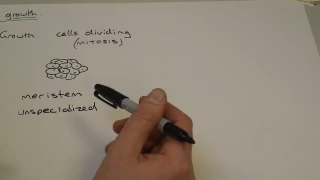 growth.
Growth cells dividing
(MITOSIS)
meristem
unspecialized